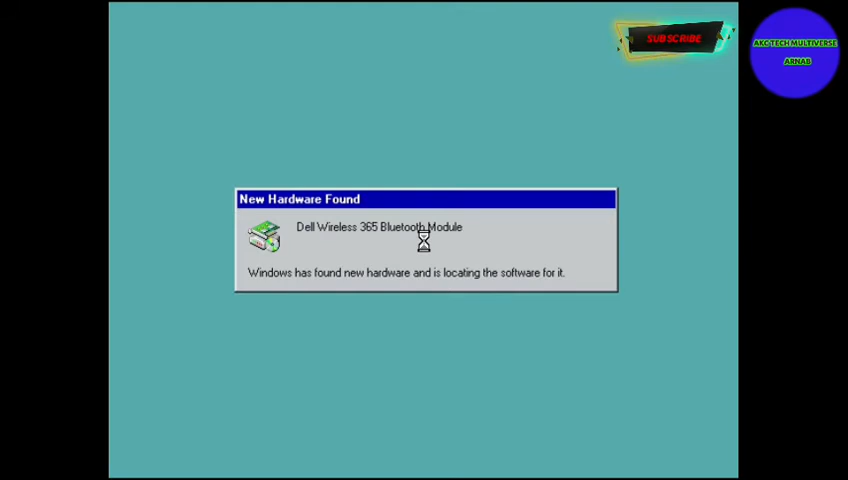 SUBSCRIBE
AKC TECH MULTIVERSE
ARNAB
New Hardware Found
Dell Wireless 365 Bluetooth Module
Windows has found new hardware and is locating the software for it.